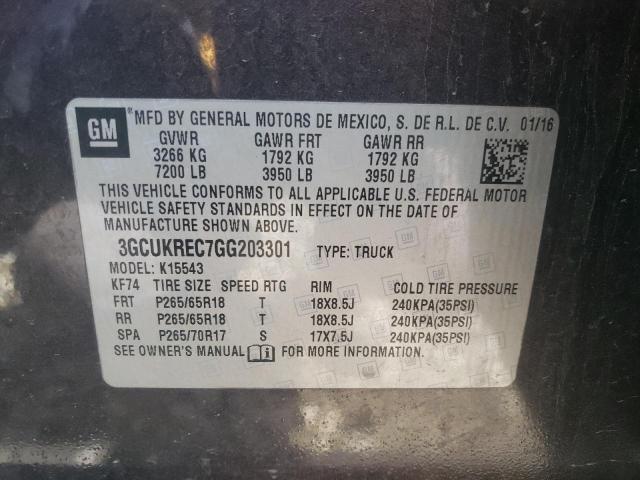 GM ® MFD BY GENERAL MOTORS DE MEXICO, S. DE R.L. DE C.V. 01/16
GVWR GAWR FRT GAWR RR
3266 KG 1792 KG 1792 KG
7200 LB 3950 LB 3950 LB
THIS VEHICLE CONFORMS TO ALL APPLICABLE U.S. FEDERAL MOTOR
VEHICLE SAFETY STANDARDS IN EFFECT ON THE DATE OF
MANUFACTURE SHOWN ABOVE.
3GCUKREC7GG203301 TYPE: TRUCK
MODEL: K15543
KF74 TIRE SIZE SPEED RTG RIM COLD TIRE PRESSURE
FRT P265/65R18 T 18X8.5J 240KPA(35PSI)
RR P265/65R18 T 18X8.5J 240KPA(35PSI)
SPA P265/70R17 S 17X7.5J 240KPA(35PSI)
SEE OWNER'S MANUAL FOR MORE INFORMATION.